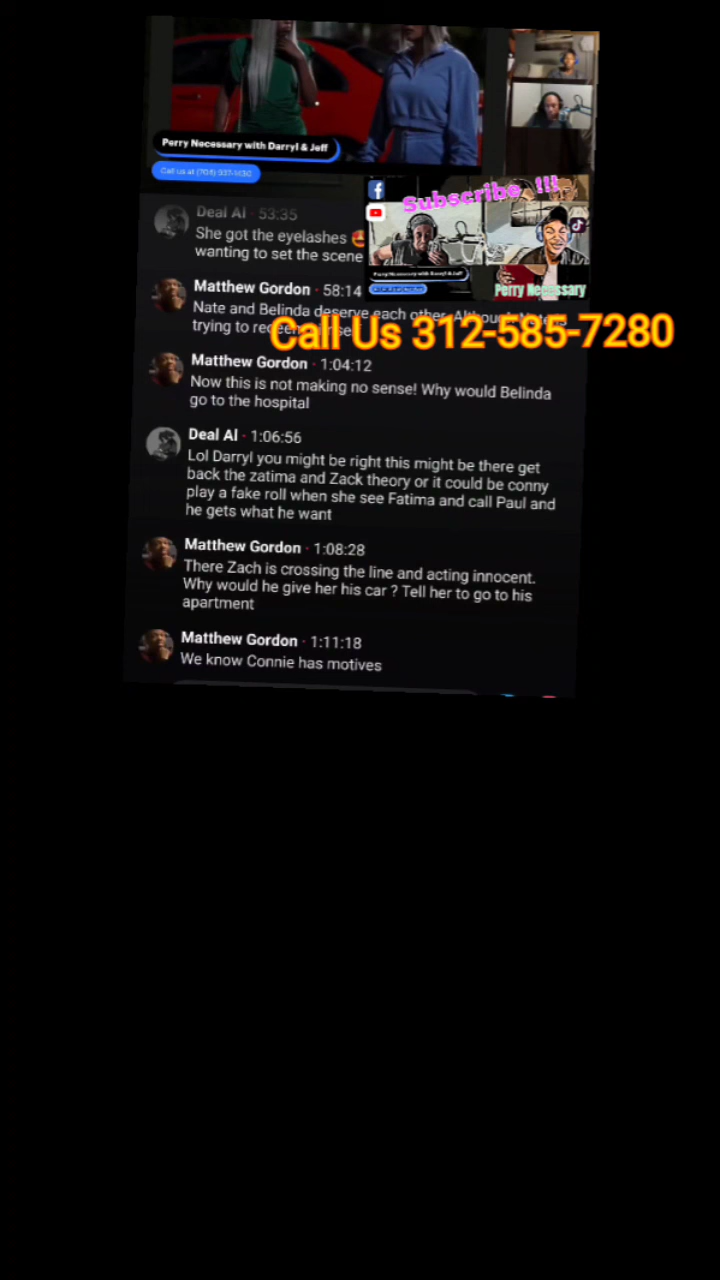 Perry Necessary with Darryl & Jeff
Subscribe !!!
Deal Al · 53:35
She got the eyelashes 🤩
wanting to set the scene
Perry Necessary with Darryl & Jeff
Perry Necessary
Matthew Gordon · 58:14
Nate and Belinda deserve each other. Although
trying to
Call Us 312-585-7280
Matthew Gordon · 1:04:12
Now this is not making no sense! Why would Belinda
go to the hospital
Deal Al · 1:06:56
Lol Darryl you might be right this might be there get
back the zatima and Zack theory or it could be conny
play a fake roll when she see Fatima and call Paul and
he gets what he want
Matthew Gordon · 1:08:28
There Zach is crossing the line and acting innocent.
Why would he give her his car ? Tell her to go to his
apartment
Matthew Gordon · 1:11:18
We know Connie has motives